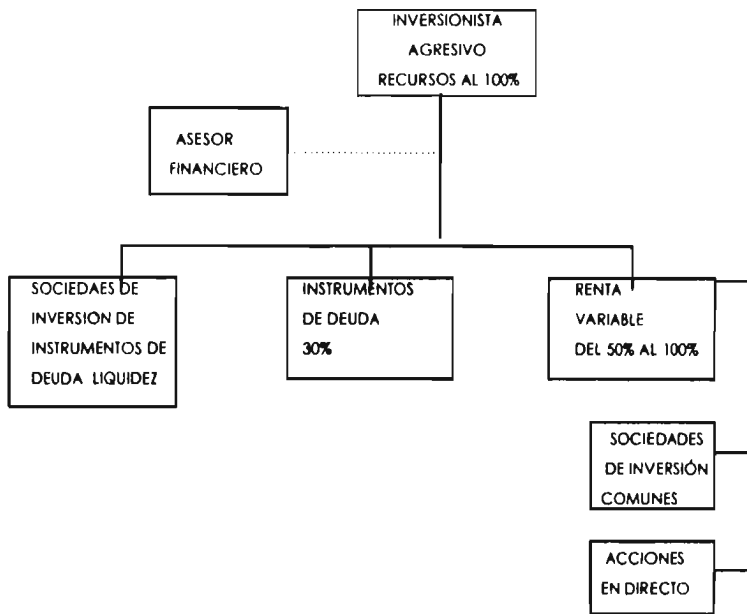 INVERSIONISTA
AGRESIVO
RECURSOS AL 100%
ASESOR
FINANCIERO
SOCIEDAES DE
INVERSIÓN DE
INSTRUMENTOS DE
DEUDA LIQUIDEZ
INSTRUMENTOS
DE DEUDA
30%
RENTA
VARIABLE
DEL 50% AL 100%
SOCIEDADES
DE INVERSIÓN
COMUNES
ACCIONES
EN DIRECTO